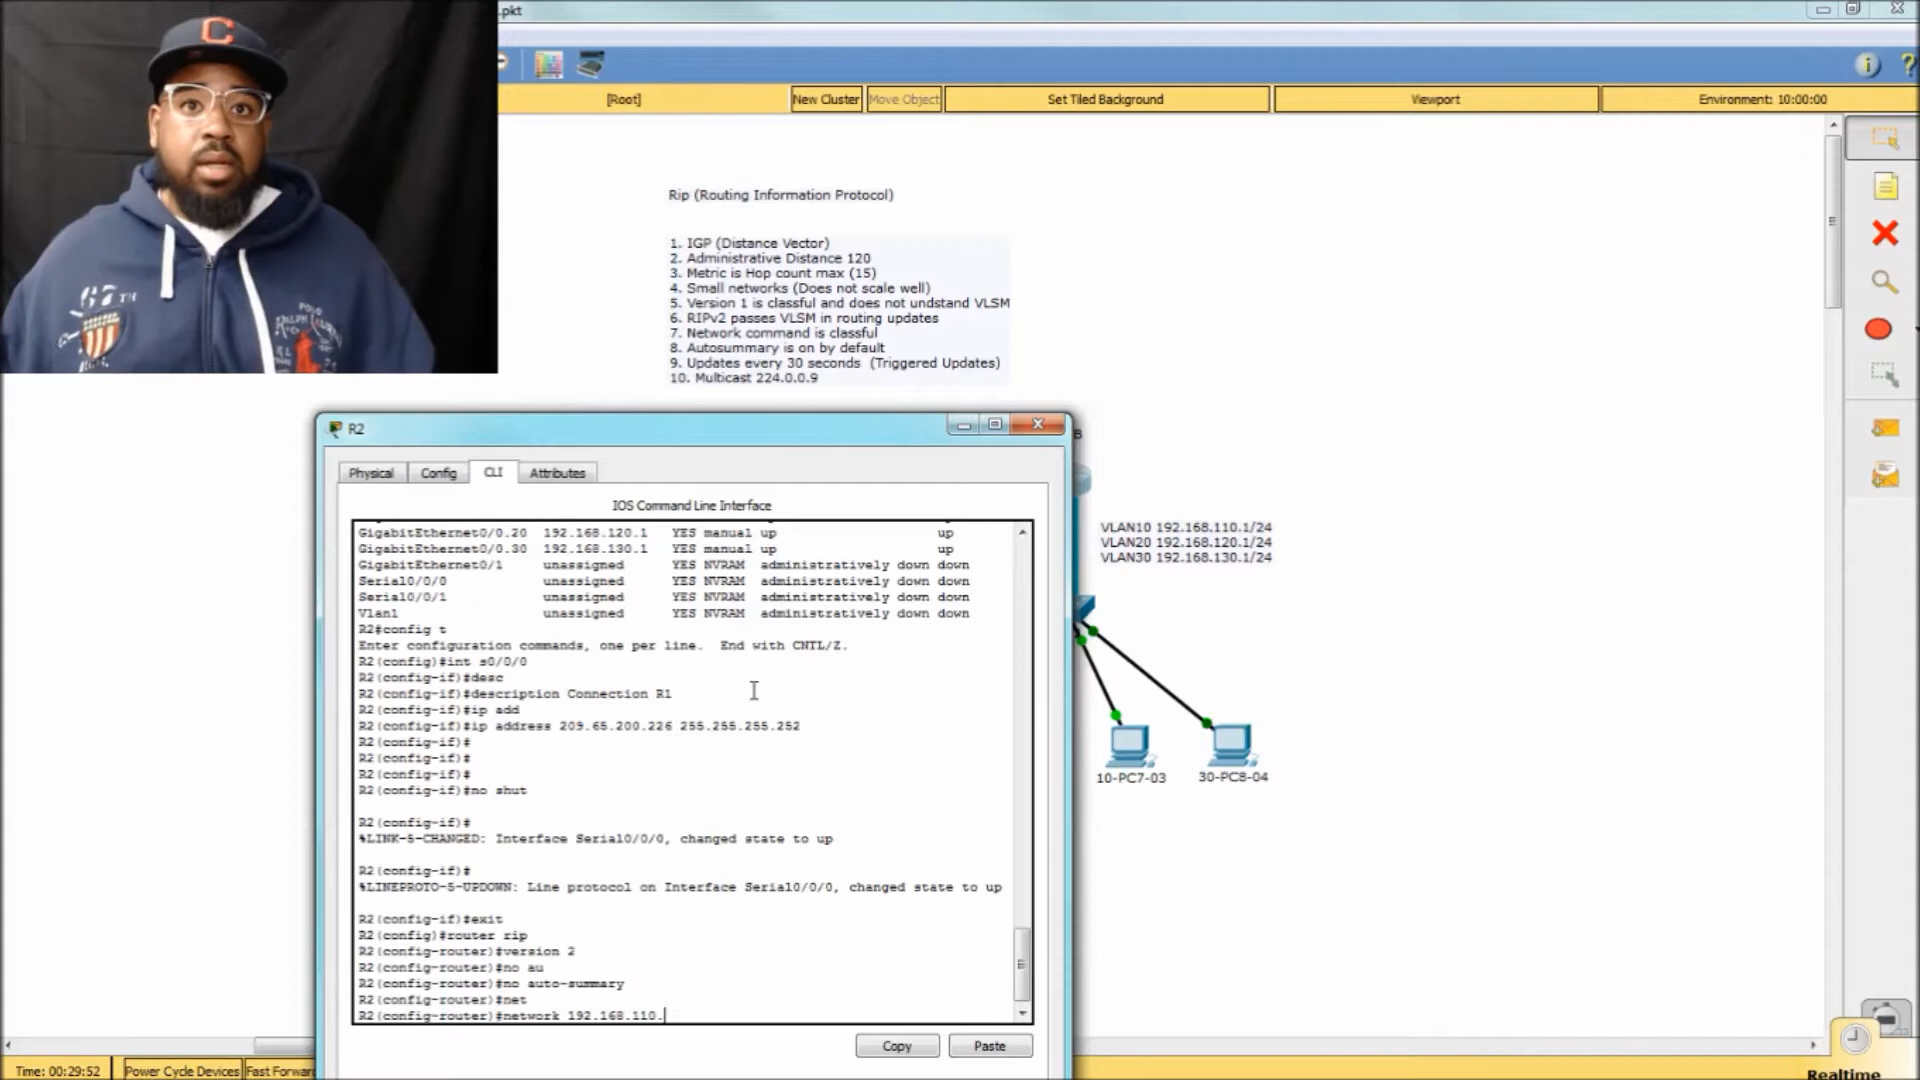 .pkt
C
[Root]
New Cluster
Move Object
Set Tiled Background
Viewport
Environment: 10:00:00
Rip (Routing Information Protocol)
1. IGP (Distance Vector)
2. Administrative Distance 120
3. Metric is Hop count max (15)
4. Small networks (Does not scale well)
5. Version 1 is classful and does not undstand VLSM
6. RIPv2 passes VLSM in routing updates
7. Network command is classful
8. Autosummary is on by default
9. Updates every 30 seconds (Triggered Updates)
10. Multicast 224.0.0.9
67TH
POLO
R2
Physical
Config
CLI
Attributes
IOS Command Line Interface
GigabitEthernet0/0.20 192.168.120.1 YES manual up up
GigabitEthernet0/0.30 192.168.130.1 YES manual up up
GigabitEthernet0/1 unassigned YES NVRAM administratively down down
Serial0/0/0 unassigned YES NVRAM administratively down down
Serial0/0/1 unassigned YES NVRAM administratively down down
Vlan1 unassigned YES NVRAM administratively down down
R2#config t
Enter configuration commands, one per line. End with CNTL/Z.
R2(config)#int s0/0/0
R2(config-if)#desc
R2(config-if)#description Connection R1
R2(config-if)#ip add
R2(config-if)#ip address 209.65.200.226 255.255.255.252
R2(config-if)#
R2(config-if)#
R2(config-if)#
R2(config-if)#no shut
R2(config-if)#
%LINK-5-CHANGED: Interface Serial0/0/0, changed state to up
R2(config-if)#
%LINEPROTO-5-UPDOWN: Line protocol on Interface Serial0/0/0, changed state to up
R2(config-if)#exit
R2(config)#router rip
R2(config-router)#version 2
R2(config-router)#no au
R2(config-router)#no auto-summary
R2(config-router)#net
R2(config-router)#network 192.168.110.
Copy
Paste
VLAN10 192.168.110.1/24
VLAN20 192.168.120.1/24
VLAN30 192.168.130.1/24
10-PC7-03
30-PC8-04
Time: 00:29:52
Power Cycle Devices
Fast Forward
Realtime